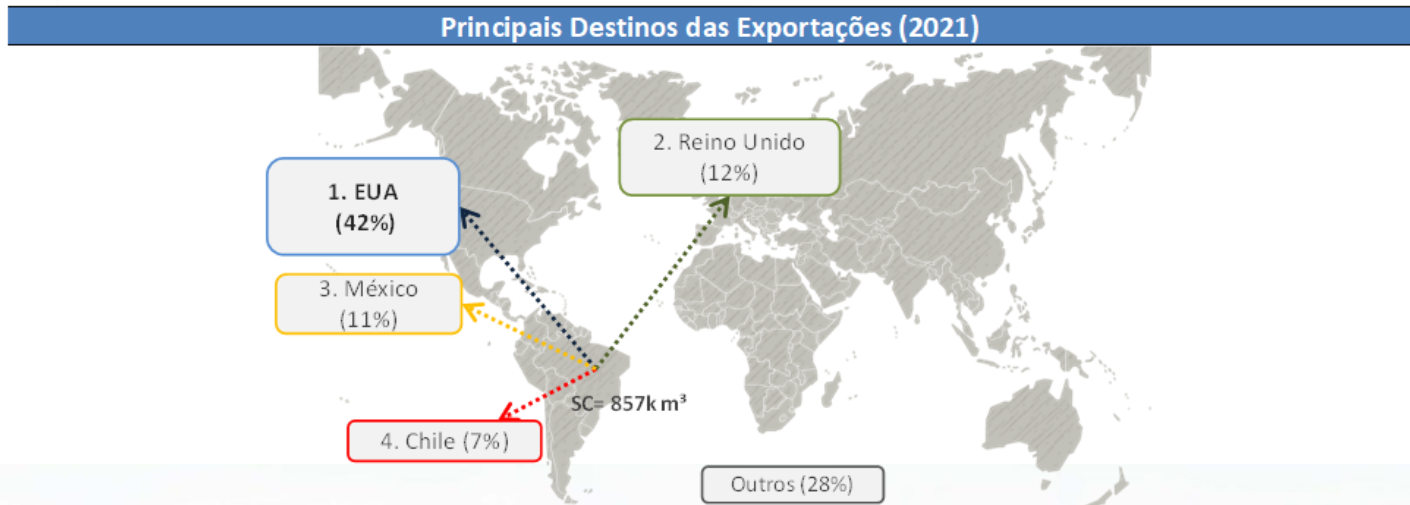 Principais Destinos das Exportações (2021)
2. Reino Unido
(12%)
1. EUA
(42%)
3. México
(11%)
SC= 857k m³
4. Chile (7%)
Outros (28%)